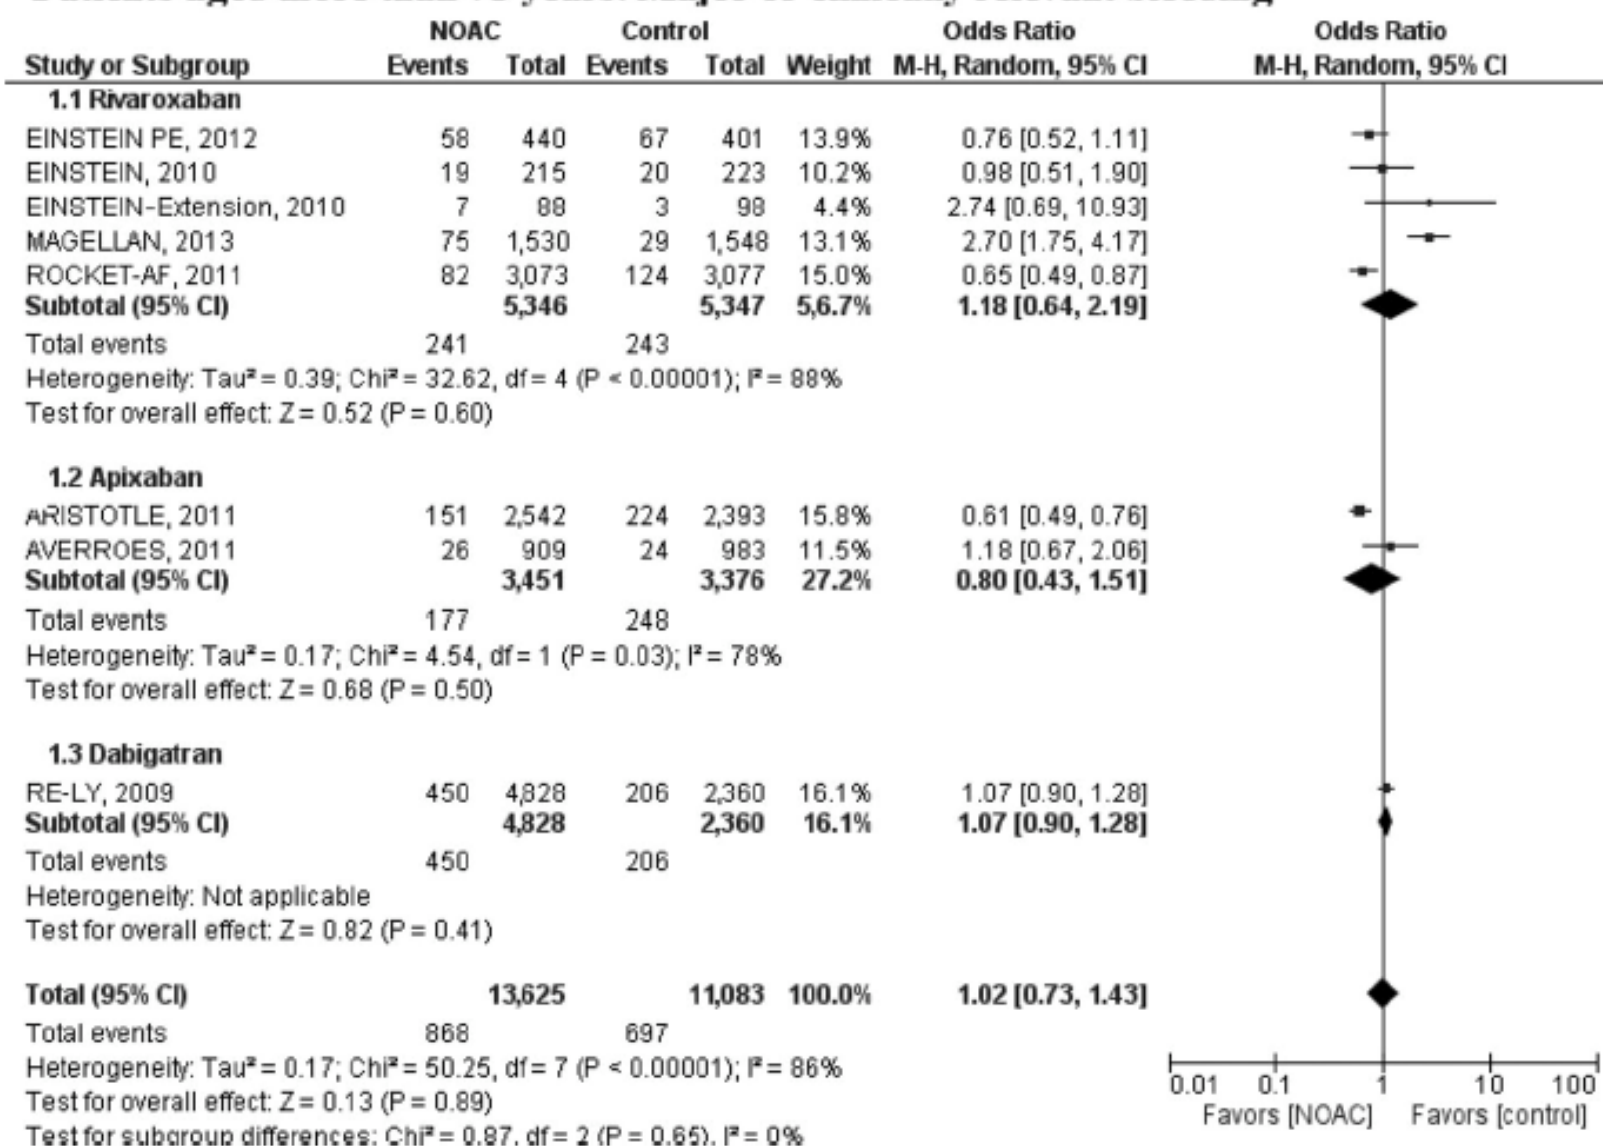 NOAC Control Odds Ratio Odds Ratio
Study or Subgroup Events Total Events Total Weight M-H, Random, 95% CI M-H, Random, 95% CI
1.1 Rivaroxaban
EINSTEIN PE, 2012 58 440 67 401 13.9% 0.76 [0.52, 1.11]
EINSTEIN, 2010 19 215 20 223 10.2% 0.98 [0.51, 1.90]
EINSTEIN-Extension, 2010 7 88 3 98 4.4% 2.74 [0.69, 10.93]
MAGELLAN, 2013 75 1,530 29 1,548 13.1% 2.70 [1.75, 4.17]
ROCKET-AF, 2011 82 3,073 124 3,077 15.0% 0.65 [0.49, 0.87]
Subtotal (95% CI) 5,346 5,347 5,6.7% 1.18 [0.64, 2.19]
Total events 241 243
Heterogeneity: Tau² = 0.39; Chi² = 32.62, df = 4 (P < 0.00001); I² = 88%
Test for overall effect: Z = 0.52 (P = 0.60)
1.2 Apixaban
ARISTOTLE, 2011 151 2,542 224 2,393 15.8% 0.61 [0.49, 0.76]
AVERROES, 2011 26 909 24 983 11.5% 1.18 [0.67, 2.06]
Subtotal (95% CI) 3,451 3,376 27.2% 0.80 [0.43, 1.51]
Total events 177 248
Heterogeneity: Tau² = 0.17; Chi² = 4.54, df = 1 (P = 0.03); I² = 78%
Test for overall effect: Z = 0.68 (P = 0.50)
1.3 Dabigatran
RE-LY, 2009 450 4,828 206 2,360 16.1% 1.07 [0.90, 1.28]
Subtotal (95% CI) 4,828 2,360 16.1% 1.07 [0.90, 1.28]
Total events 450 206
Heterogeneity: Not applicable
Test for overall effect: Z = 0.82 (P = 0.41)
Total (95% CI) 13,625 11,083 100.0% 1.02 [0.73, 1.43]
Total events 868 697
Heterogeneity: Tau² = 0.17; Chi² = 50.25, df = 7 (P < 0.00001); I² = 86%
Test for overall effect: Z = 0.13 (P = 0.89)
Test for subgroup differences: Chi² = 0.87, df = 2 (P = 0.65), I² = 0%
0.01 0.1 1 10 100
Favors [NOAC] Favors [control]